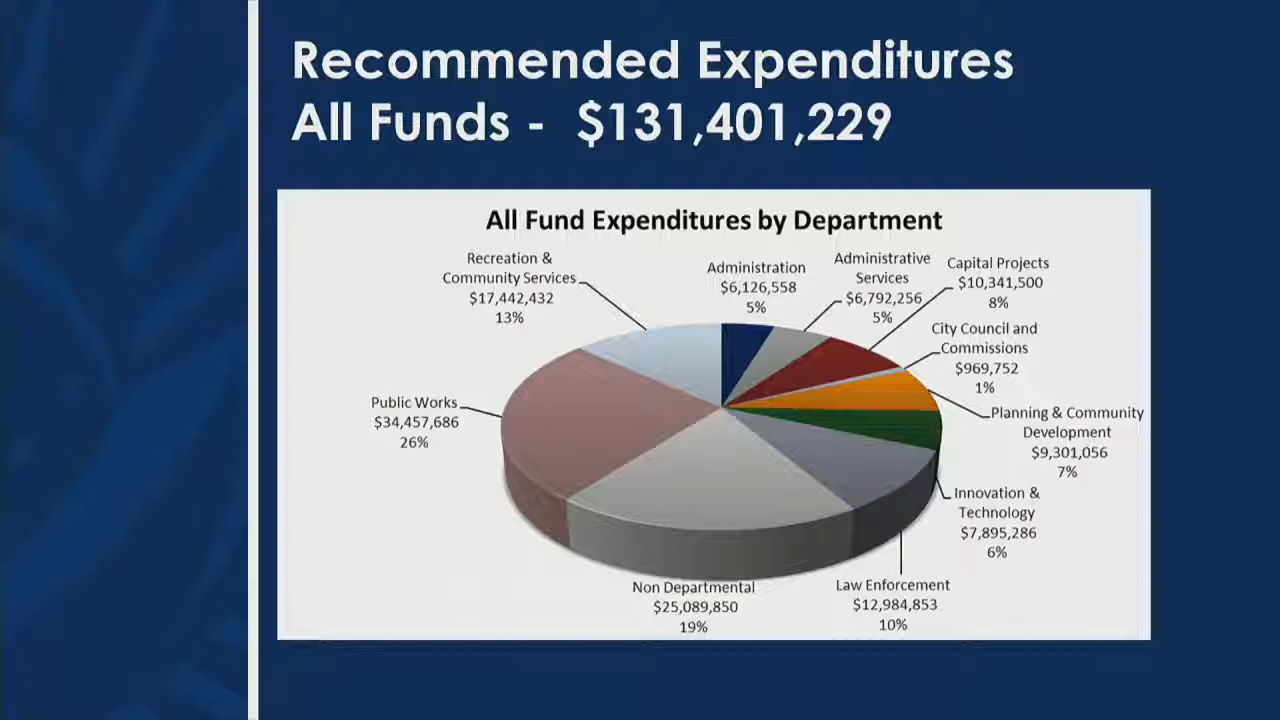 Recommended Expenditures
All Funds - $131,401,229
All Fund Expenditures by Department
Recreation &
Community Services
$17,442,432
13%
Administration
$6,126,558
5%
Administrative
Services
$6,792,256
5%
Capital Projects
$10,341,500
8%
City Council and
Commissions
$969,752
1%
Planning & Community
Development
$9,301,056
7%
Public Works
$34,457,686
26%
Innovation &
Technology
$7,895,286
6%
Non Departmental
$25,089,850
19%
Law Enforcement
$12,984,853
10%